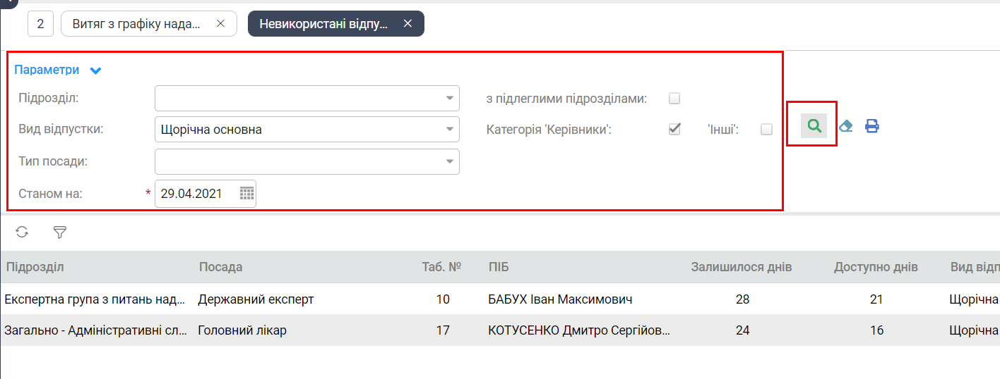 2 Витяг з графіку нада... Невикористані відпу...
Параметри
Підрозділ: з підлеглими підрозділами:
Вид відпустки: Щорічна основна Категорія 'Керівники': 'Інші':
Тип посади:
Станом на: * 29.04.2021
Підрозділ Посада Таб. № ПІБ Залишилося днів Доступно днів Вид відп
Експертна група з питань над... Державний експерт 10 БАБУХ Іван Максимович 28 21 Щорічна
Загально - Адміністративні сл... Головний лікар 17 КОТУСЕНКО Дмитро Сергійов... 24 16 Щорічна